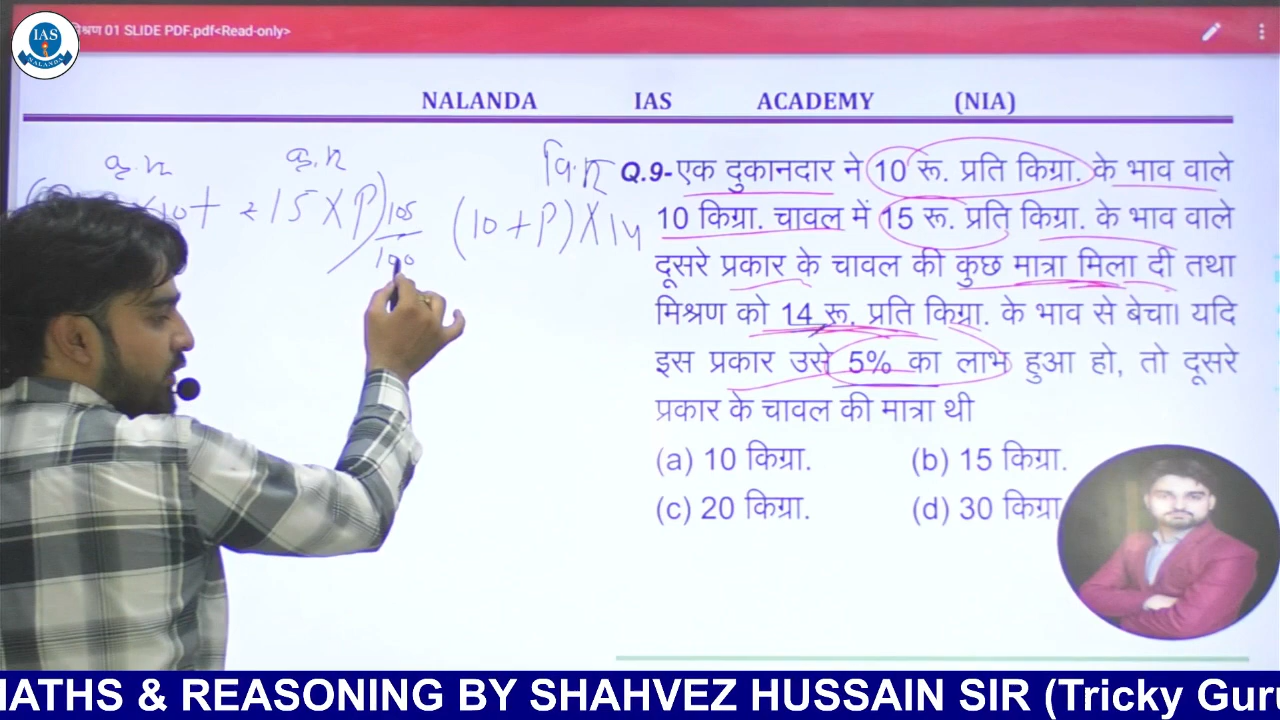 IAS
NALANDA
मिश्रण 01 SLIDE PDF.pdf<Read-only>
NALANDA IAS ACADEMY (NIA)
क्र.मू
क्र.मू
वि.मू
×10 + 15×P) 105/100 (10+P)×14
Q.9-एक दुकानदार ने 10 रू. प्रति किग्रा. के भाव वाले
10 किग्रा. चावल में 15 रू. प्रति किग्रा. के भाव वाले
दूसरे प्रकार के चावल की कुछ मात्रा मिला दी तथा
मिश्रण को 14 रू. प्रति किग्रा. के भाव से बेचा। यदि
इस प्रकार उसे 5% का लाभ हुआ हो, तो दूसरे
प्रकार के चावल की मात्रा थी
(a) 10 किग्रा. (b) 15 किग्रा.
(c) 20 किग्रा. (d) 30 किग्रा
MATHS & REASONING BY SHAHVEZ HUSSAIN SIR (Tricky Guru